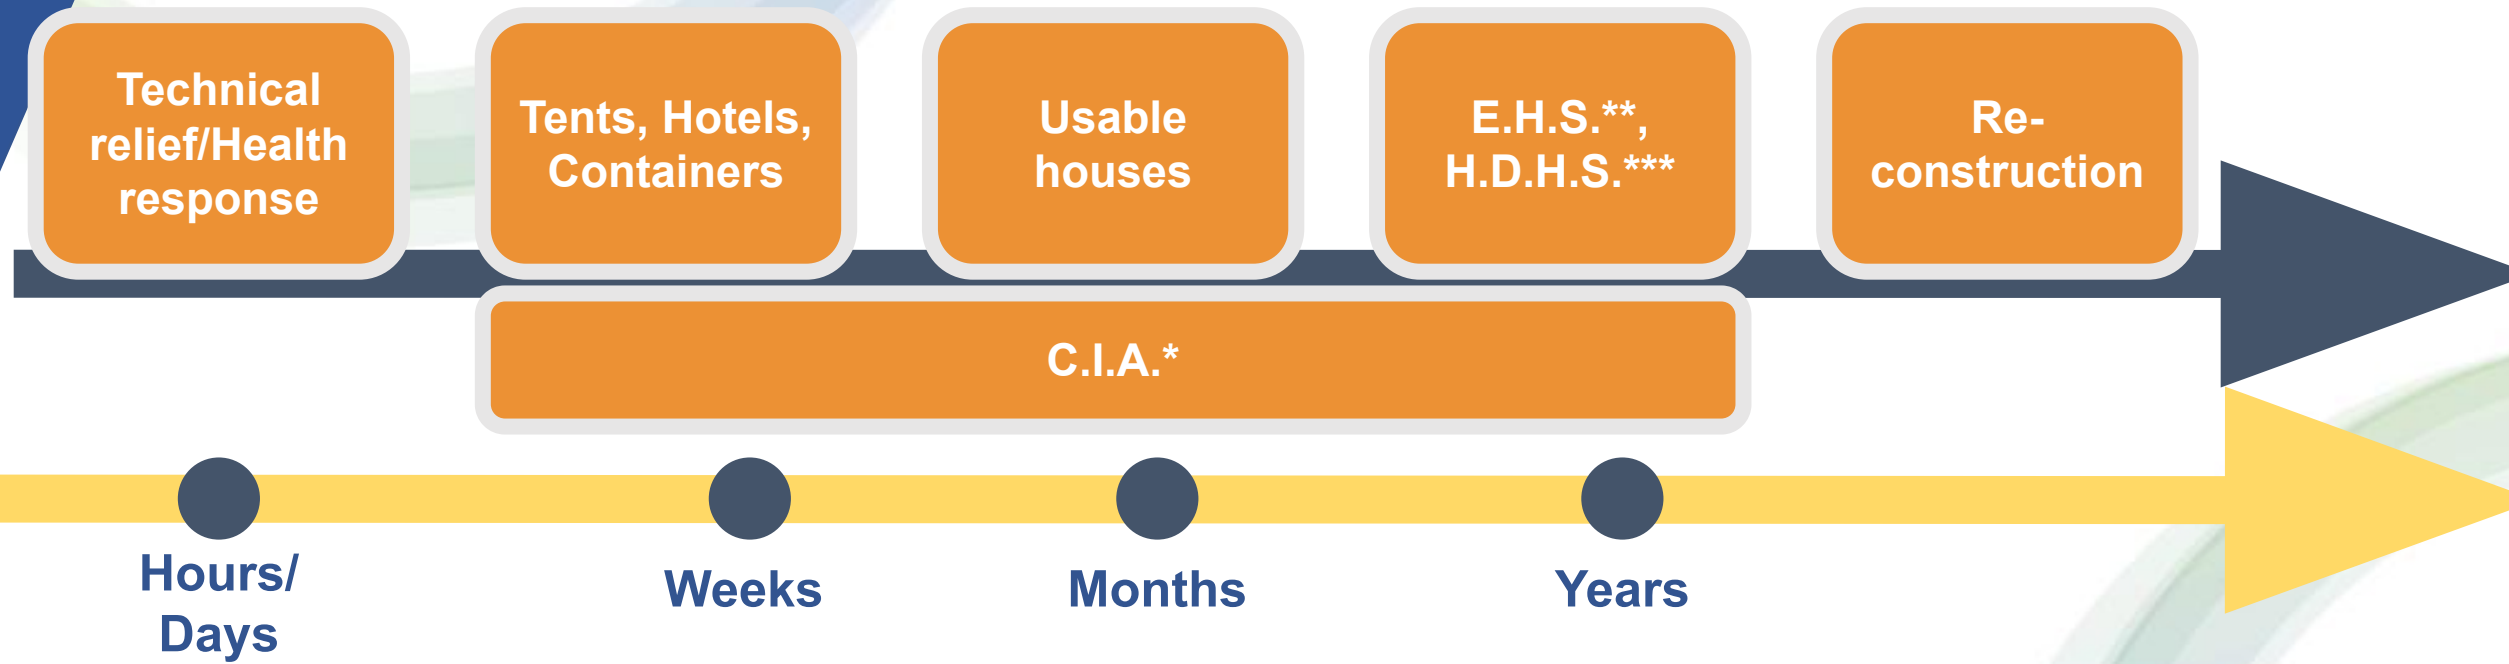 Technical
relief/Health
response
Tents, Hotels,
Containers
Usable
houses
E.H.S.**,
H.D.H.S.***
Re-
construction
C.I.A.*
Hours/
Days
Weeks
Months
Years